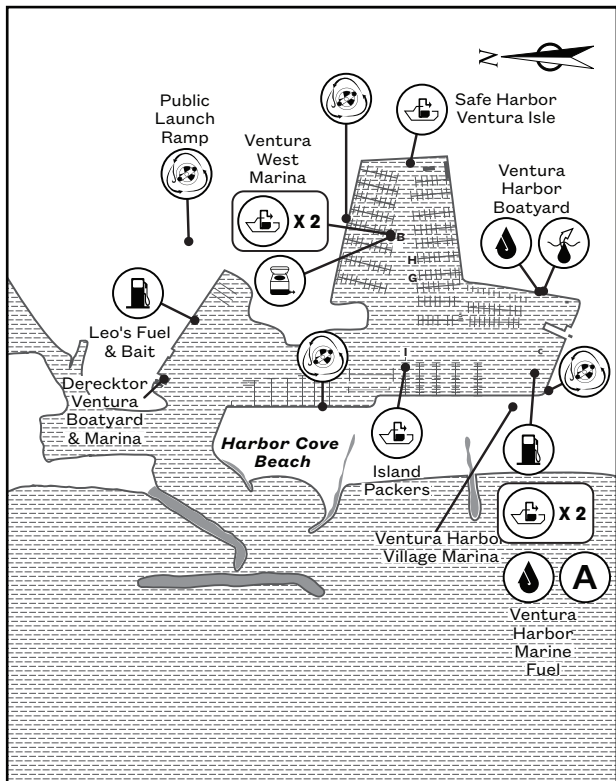 N
Public
Launch
Ramp
Safe Harbor
Ventura Isle
Ventura
West
Marina
X 2
Ventura
Harbor
Boatyard
B
H
G
Leo's Fuel
& Bait
I
C
Derecktor
Ventura
Boatyard
& Marina
Harbor Cove
Beach
Island
Packers
X 2
Ventura Harbor
Village Marina
A
Ventura
Harbor
Marine
Fuel